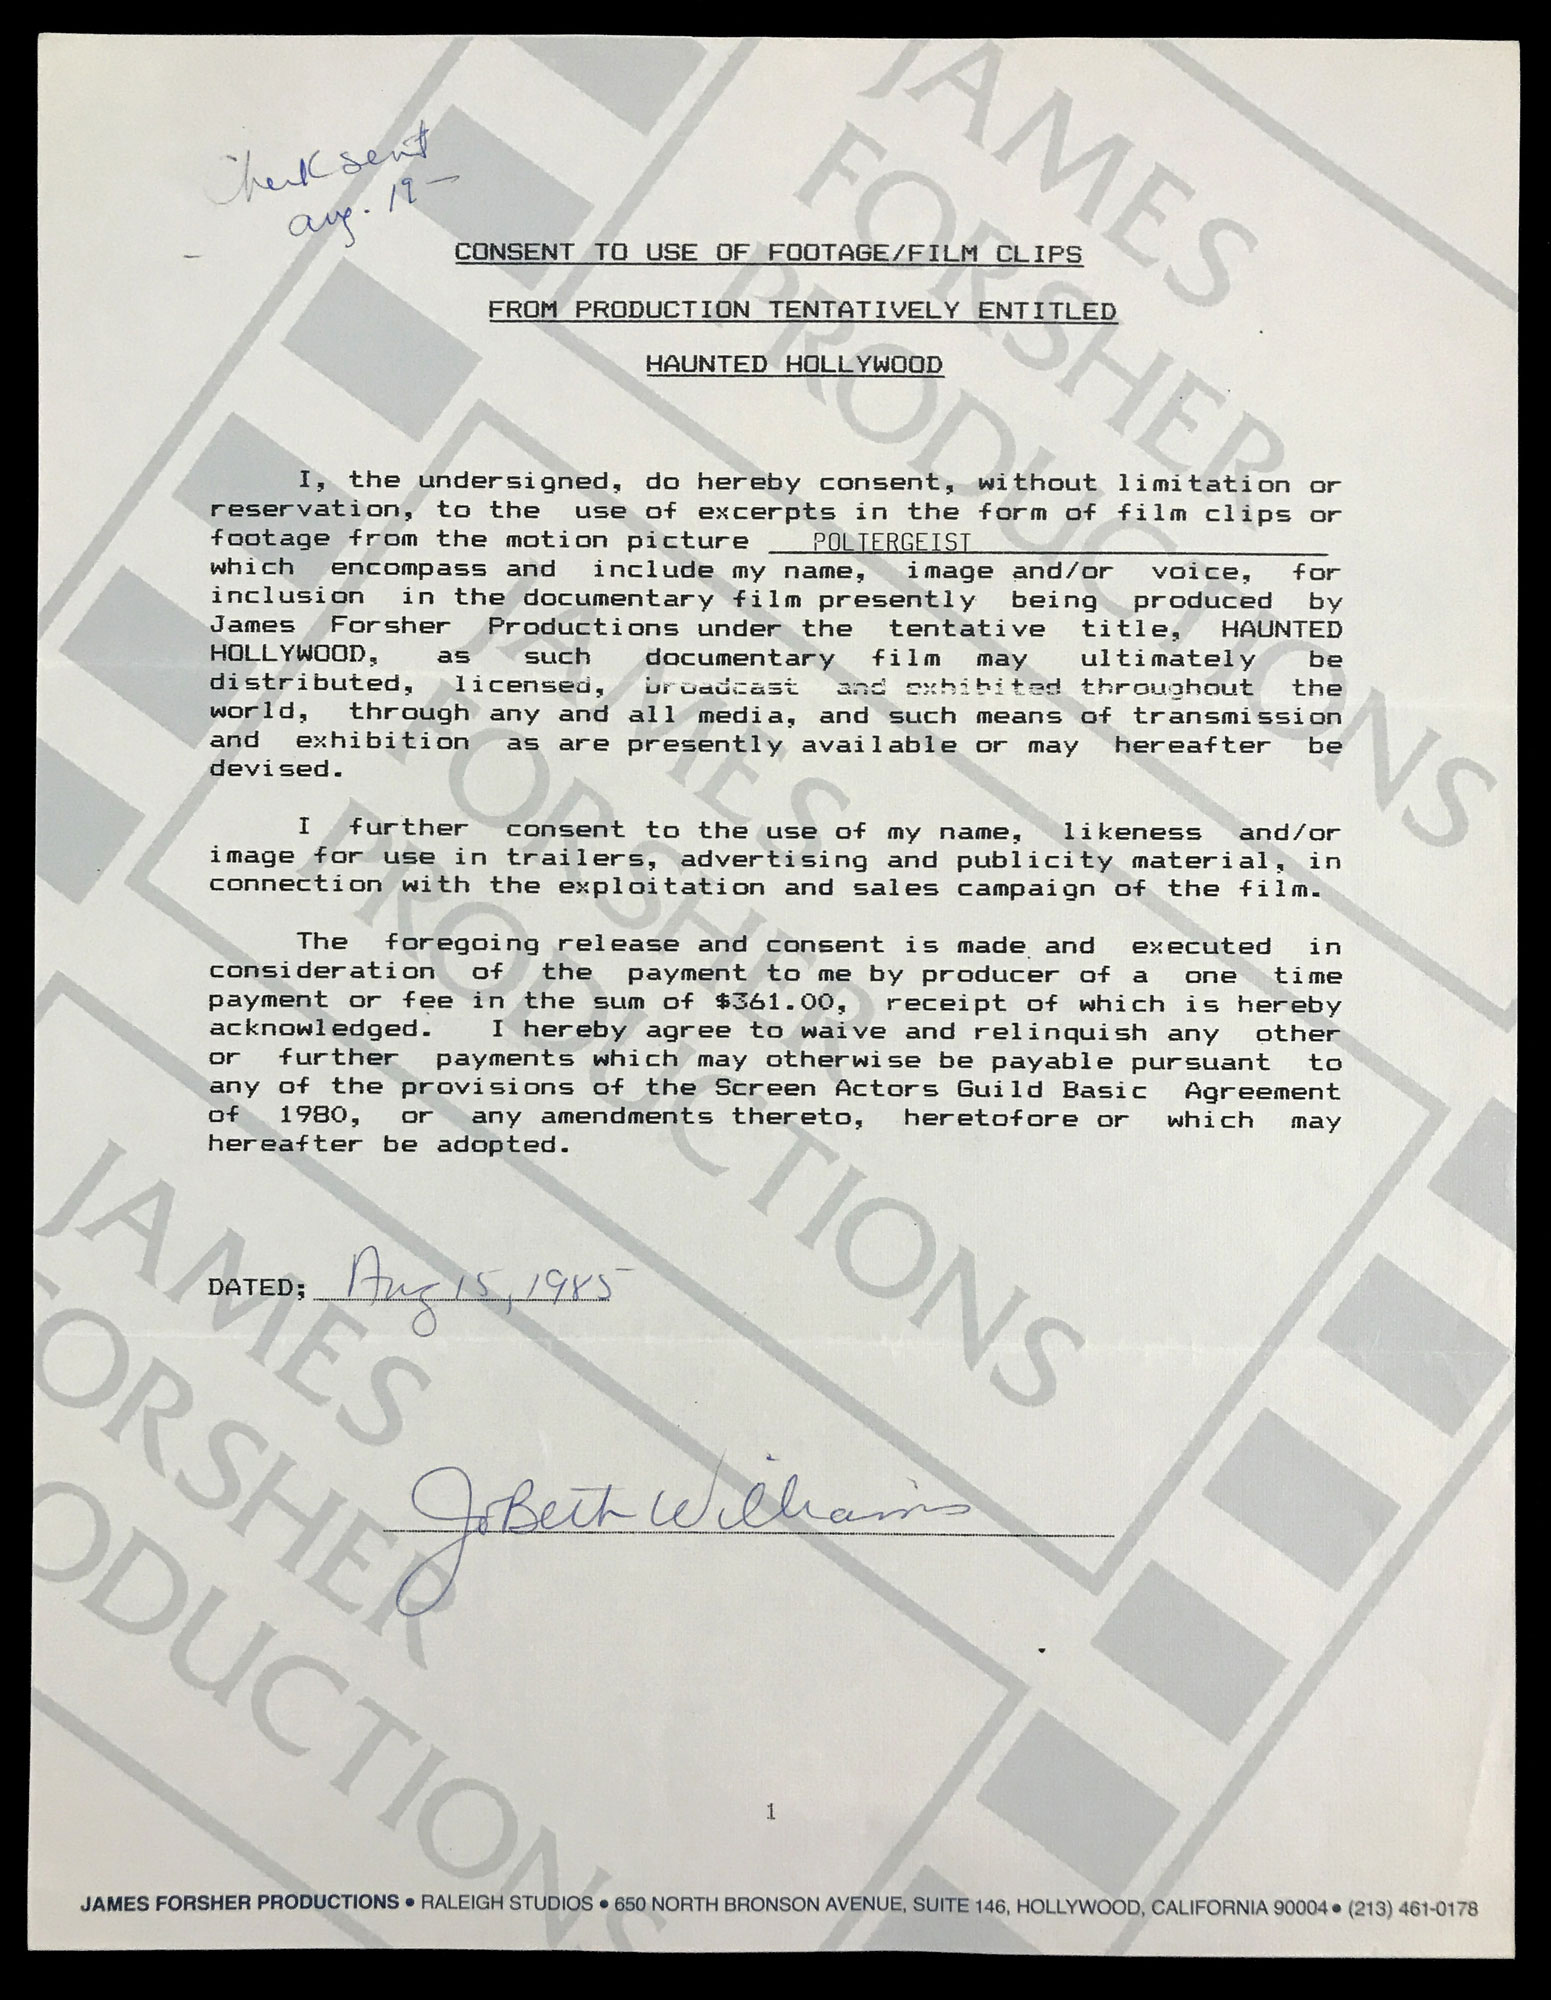 Check sent
Aug. 19 —
CONSENT TO USE OF FOOTAGE/FILM CLIPS
FROM PRODUCTION TENTATIVELY ENTITLED
HAUNTED HOLLYWOOD
I, the undersigned, do hereby consent, without limitation or
reservation, to the use of excerpts in the form of film clips or
footage from the motion picture POLTERGEIST
which encompass and include my name, image and/or voice, for
inclusion in the documentary film presently being produced by
James Forsher Productions under the tentative title, HAUNTED
HOLLYWOOD, as such documentary film may ultimately be
distributed, licensed, broadcast and exhibited throughout the
world, through any and all media, and such means of transmission
and exhibition as are presently available or may hereafter be
devised.
I further consent to the use of my name, likeness and/or
image for use in trailers, advertising and publicity material, in
connection with the exploitation and sales campaign of the film.
The foregoing release and consent is made and executed in
consideration of the payment to me by producer of a one time
payment or fee in the sum of $361.00, receipt of which is hereby
acknowledged. I hereby agree to waive and relinquish any other
or further payments which may otherwise be payable pursuant to
any of the provisions of the Screen Actors Guild Basic Agreement
of 1980, or any amendments thereto, heretofore or which may
hereafter be adopted.
DATED; Aug 15, 1985
JoBeth Williams
1
JAMES FORSHER PRODUCTIONS • RALEIGH STUDIOS • 650 NORTH BRONSON AVENUE, SUITE 146, HOLLYWOOD, CALIFORNIA 90004 • (213) 461-0178
JAMES
FORSHER
PRODUCTIONS
JAMES
FORSHER
PRODUCTIONS
JAMES
FORSHER
ODUCTIONS